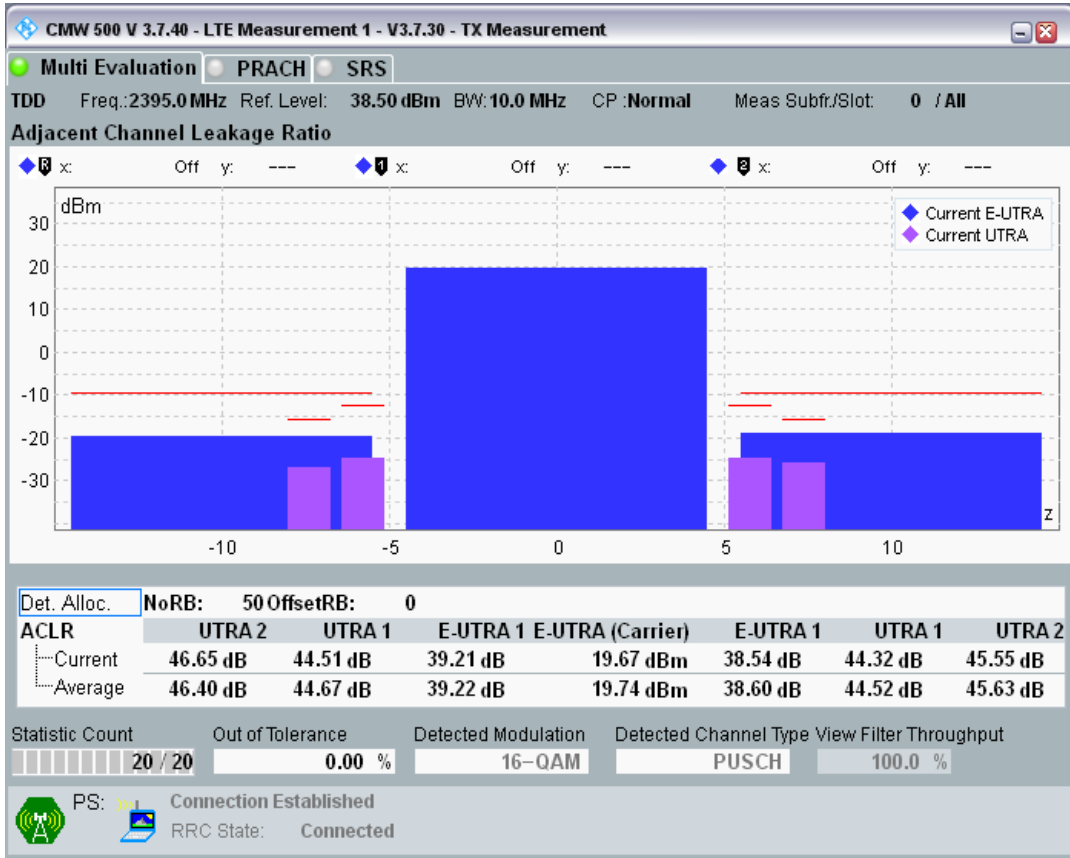 CMW 500 V 3.7.40 - LTE Measurement 1 - V3.7.30 - TX Measurement
Multi Evaluation PRACH SRS
TDD Freq.:2395.0 MHz Ref. Level: 38.50 dBm BW: 10.0 MHz CP :Normal Meas Subfr./Slot: 0 / All
Adjacent Channel Leakage Ratio
R x: Off y: --- 1 x: Off y: --- 2 x: Off y: ---
dBm
Current E-UTRA
Current UTRA
30
20
10
0
-10
-20
-30
z
-10 -5 0 5 10
Det. Alloc. NoRB: 50 OffsetRB: 0
ACLR UTRA 2 UTRA 1 E-UTRA 1 E-UTRA (Carrier) E-UTRA 1 UTRA 1 UTRA 2
Current 46.65 dB 44.51 dB 39.21 dB 19.67 dBm 38.54 dB 44.32 dB 45.55 dB
Average 46.40 dB 44.67 dB 39.22 dB 19.74 dBm 38.60 dB 44.52 dB 45.63 dB
Statistic Count Out of Tolerance Detected Modulation Detected Channel Type View Filter Throughput
20 / 20 0.00 % 16-QAM PUSCH 100.0 %
PS: Connection Established
RRC State: Connected